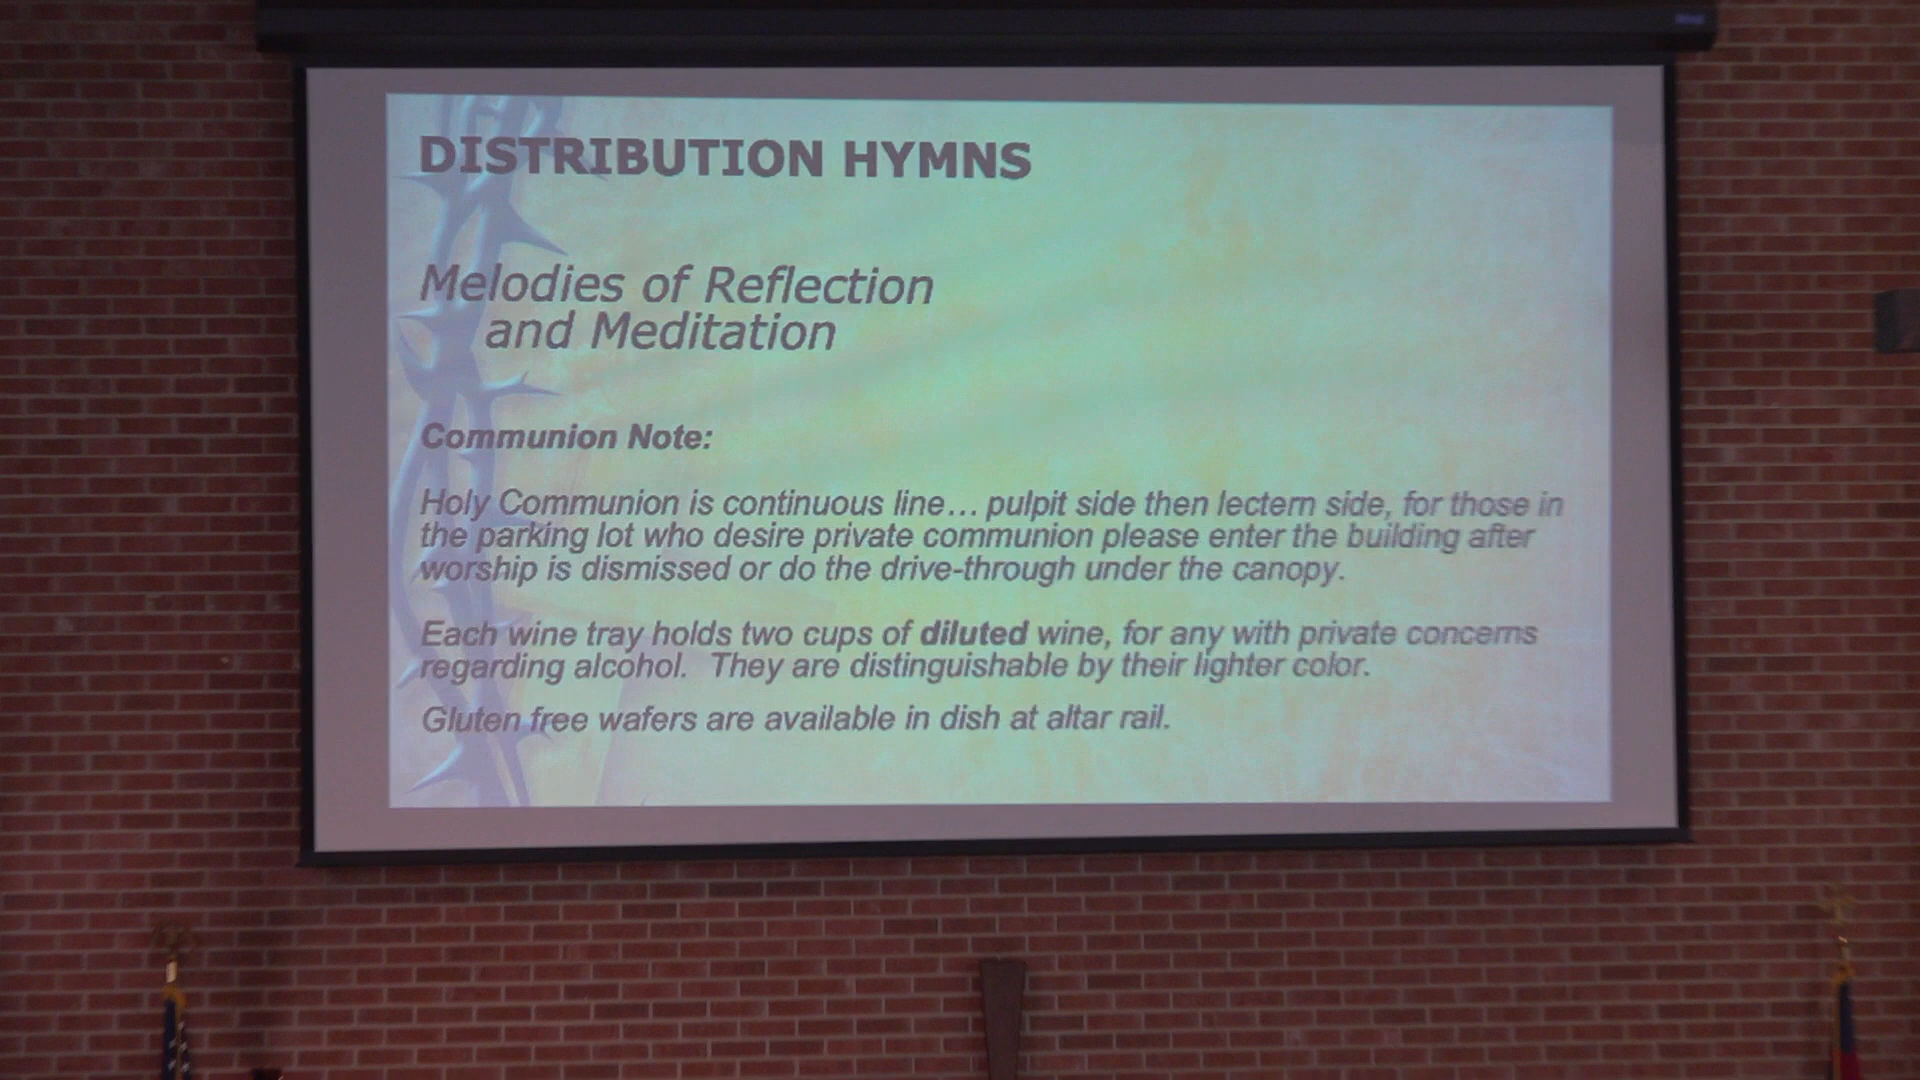 DISTRIBUTION HYMNS
Melodies of Reflection
and Meditation
Communion Note:
Holy Communion is continuous line... pulpit side then lectern side, for those in
the parking lot who desire private communion please enter the building after
worship is dismissed or do the drive-through under the canopy.
Each wine tray holds two cups of diluted wine, for any with private concerns
regarding alcohol. They are distinguishable by their lighter color.
Gluten free wafers are available in dish at altar rail.